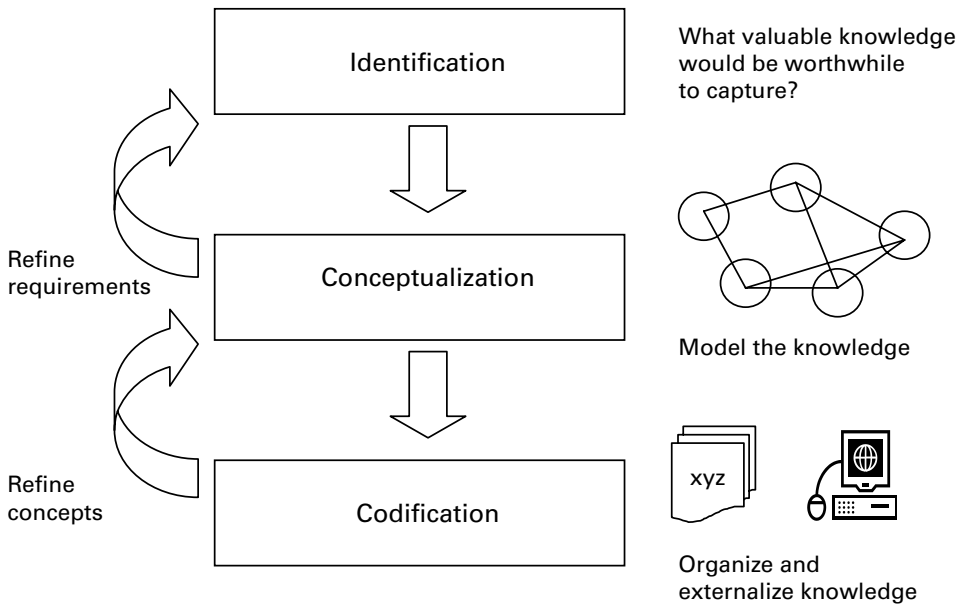 Identification
What valuable knowledge
would be worthwhile
to capture?
Refine
requirements
Conceptualization
Model the knowledge
Refine
concepts
Codification
xyz
Organize and
externalize knowledge